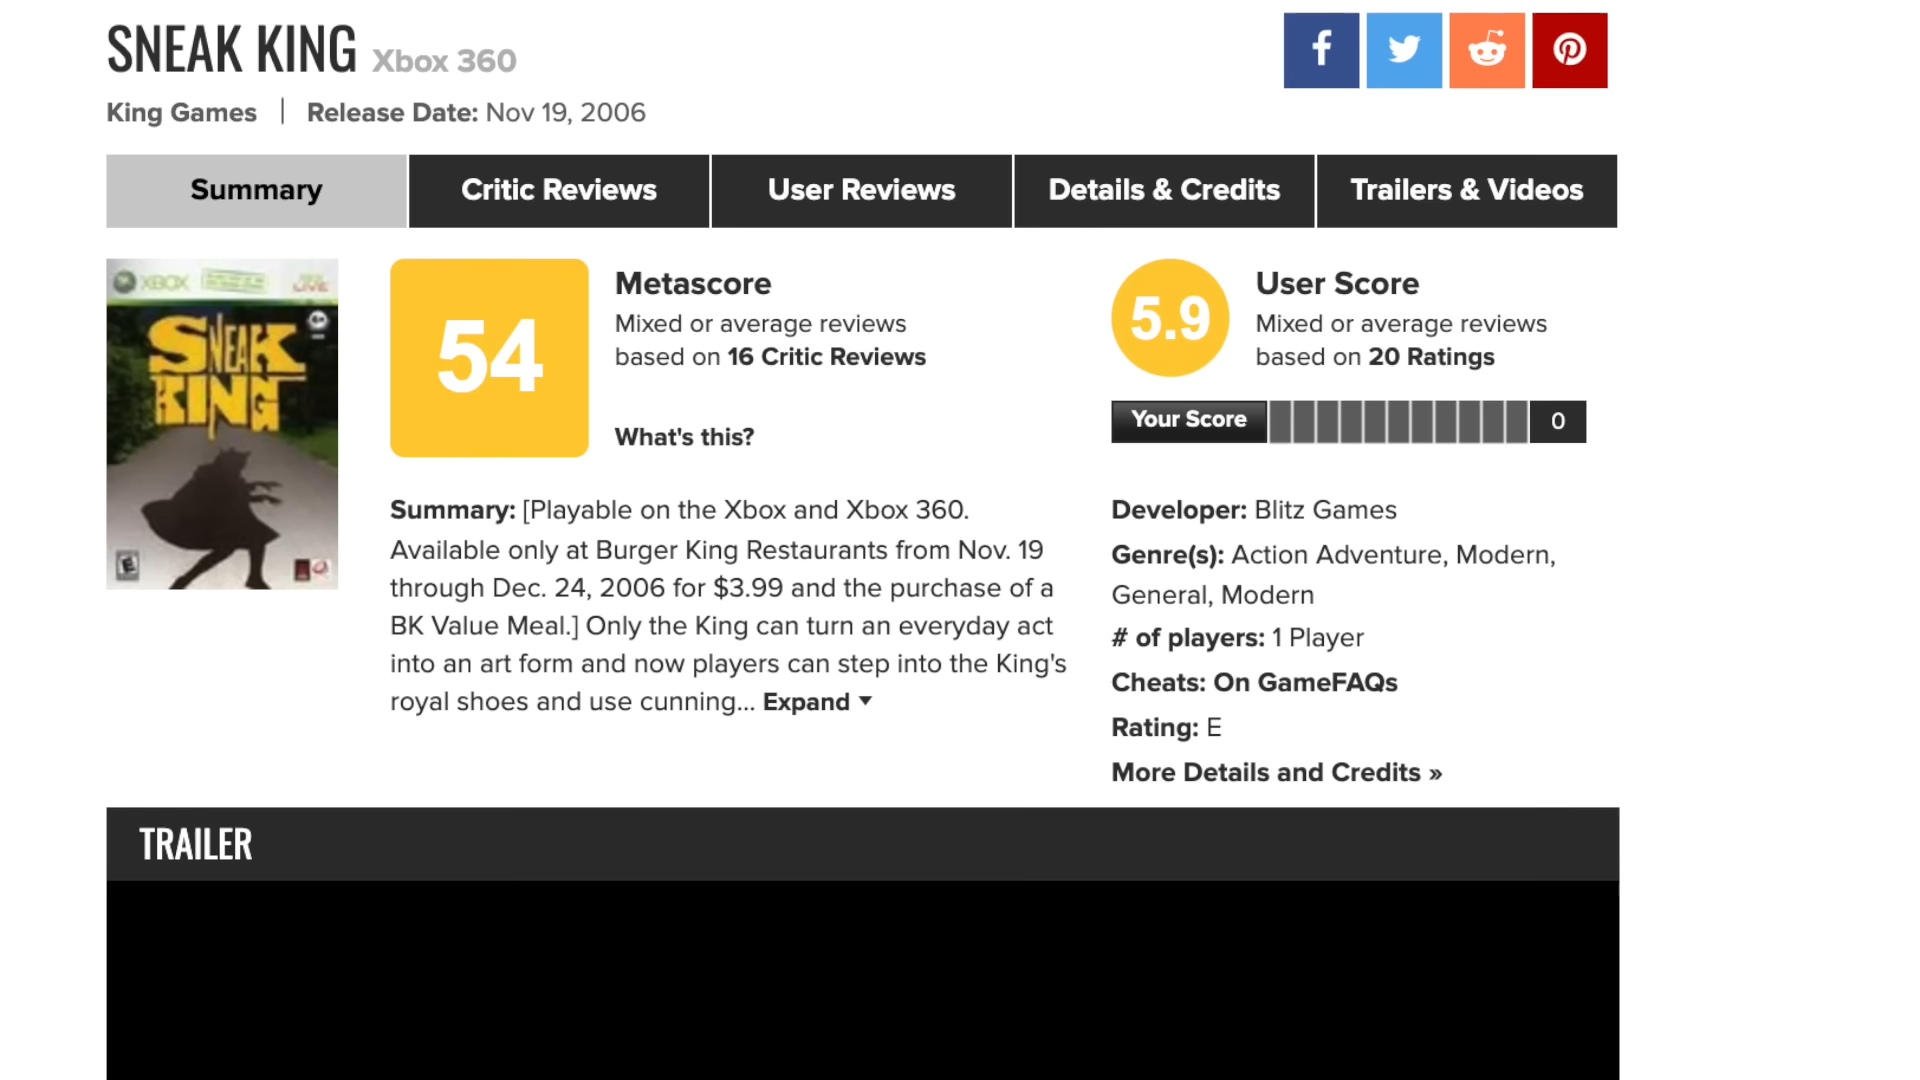 SNEAK KING Xbox 360
King Games | Release Date: Nov 19, 2006
Summary
Critic Reviews
User Reviews
Details & Credits
Trailers & Videos
XBOX
LIVE
SNEAK
KING
E
54
Metascore
Mixed or average reviews
based on 16 Critic Reviews
What's this?
5.9
User Score
Mixed or average reviews
based on 20 Ratings
Your Score
0
Summary: [Playable on the Xbox and Xbox 360.
Available only at Burger King Restaurants from Nov. 19
through Dec. 24, 2006 for $3.99 and the purchase of a
BK Value Meal.] Only the King can turn an everyday act
into an art form and now players can step into the King's
royal shoes and use cunning... Expand
Developer: Blitz Games
Genre(s): Action Adventure, Modern,
General, Modern
# of players: 1 Player
Cheats: On GameFAQs
Rating: E
More Details and Credits »
TRAILER